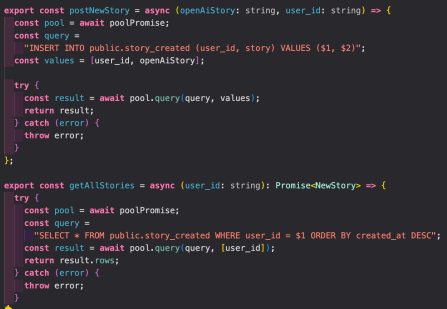 export const postNewStory = async (openAiStory: string, user_id: string) => {
  const pool = await poolPromise;
  const query =
    "INSERT INTO public.story_created (user_id, story) VALUES ($1, $2)";
  const values = [user_id, openAiStory];

  try {
    const result = await pool.query(query, values);
    return result;
  } catch (error) {
    throw error;
  }
};

export const getAllStories = async (user_id: string): Promise<NewStory> => {
  try {
    const pool = await poolPromise;
    const query =
      "SELECT * FROM public.story_created WHERE user_id = $1 ORDER BY created_at DESC";
    const result = await pool.query(query, [user_id]);
    return result.rows;
  } catch (error) {
    throw error;
  }